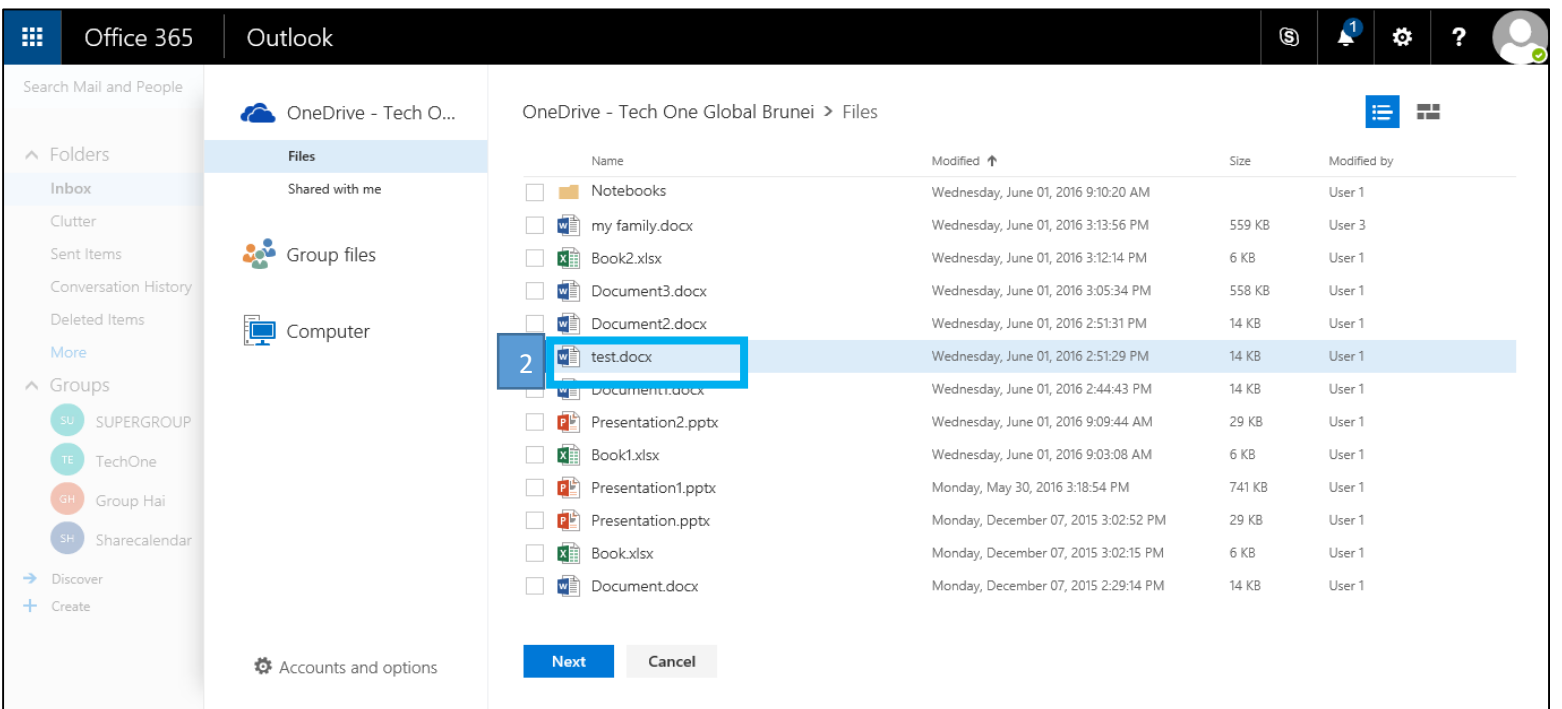 Office 365
Outlook
1
?
Search Mail and People
Folders
Inbox
Clutter
Sent Items
Conversation History
Deleted Items
More
Groups
SU SUPERGROUP
TE TechOne
GH Group Hai
SH Sharecalendar
Discover
Create
OneDrive - Tech O...
Files
Shared with me
Group files
Computer
Accounts and options
OneDrive - Tech One Global Brunei > Files
Name Modified Size Modified by
Notebooks Wednesday, June 01, 2016 9:10:20 AM User 1
my family.docx Wednesday, June 01, 2016 3:13:56 PM 559 KB User 3
Book2.xlsx Wednesday, June 01, 2016 3:12:14 PM 6 KB User 1
Document3.docx Wednesday, June 01, 2016 3:05:34 PM 558 KB User 1
Document2.docx Wednesday, June 01, 2016 2:51:31 PM 14 KB User 1
2 test.docx Wednesday, June 01, 2016 2:51:29 PM 14 KB User 1
Document1.docx Wednesday, June 01, 2016 2:44:43 PM 14 KB User 1
Presentation2.pptx Wednesday, June 01, 2016 9:09:44 AM 29 KB User 1
Book1.xlsx Wednesday, June 01, 2016 9:03:08 AM 6 KB User 1
Presentation1.pptx Monday, May 30, 2016 3:18:54 PM 741 KB User 1
Presentation.pptx Monday, December 07, 2015 3:02:52 PM 29 KB User 1
Book.xlsx Monday, December 07, 2015 3:02:15 PM 6 KB User 1
Document.docx Monday, December 07, 2015 2:29:14 PM 14 KB User 1
Next
Cancel